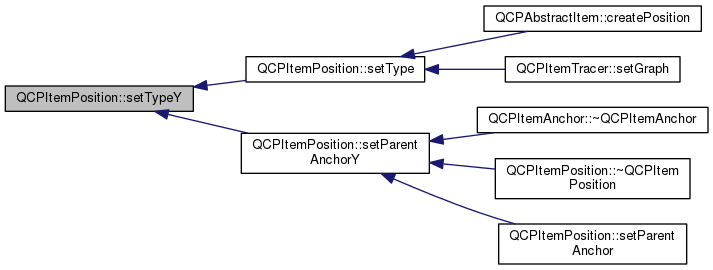 QCPItemPosition::setTypeY
QCPItemPosition::setType
QCPAbstractItem::createPosition
QCPItemTracer::setGraph
QCPItemPosition::setParent
AnchorY
QCPItemAnchor::~QCPItemAnchor
QCPItemPosition::~QCPItem
Position
QCPItemPosition::setParent
Anchor